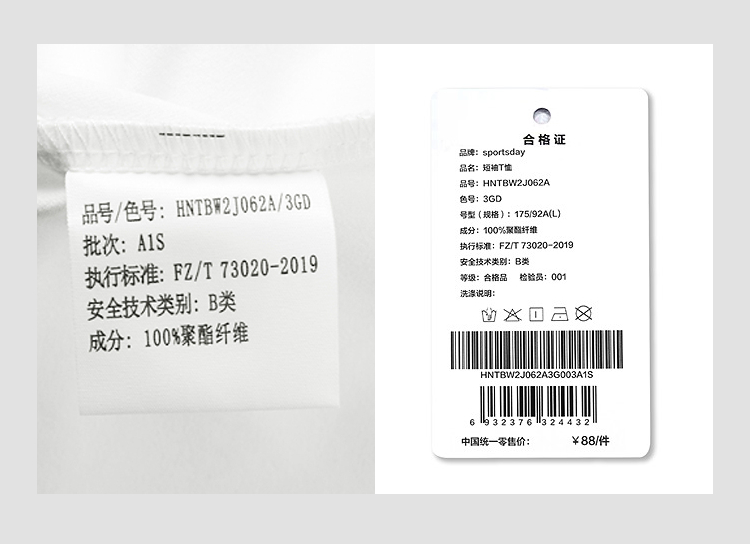 品号/色号: HNTBW2J062A/3GD
批次: A1S
执行标准: FZ/T 73020-2019
安全技术类别: B类
成分: 100%聚酯纤维
合格证
品牌: sportsday
品名: 短袖T恤
品号: HNTBW2J062A
色号: 3GD
号型（规格）: 175/92A(L)
成分: 100%聚酯纤维
执行标准: FZ/T 73020-2019
安全技术类别: B类
等级: 合格品 检验员: 001
洗涤说明:
HNTBW2J062A3G003A1S
6 932376 324432
中国统一零售价: ￥88/件